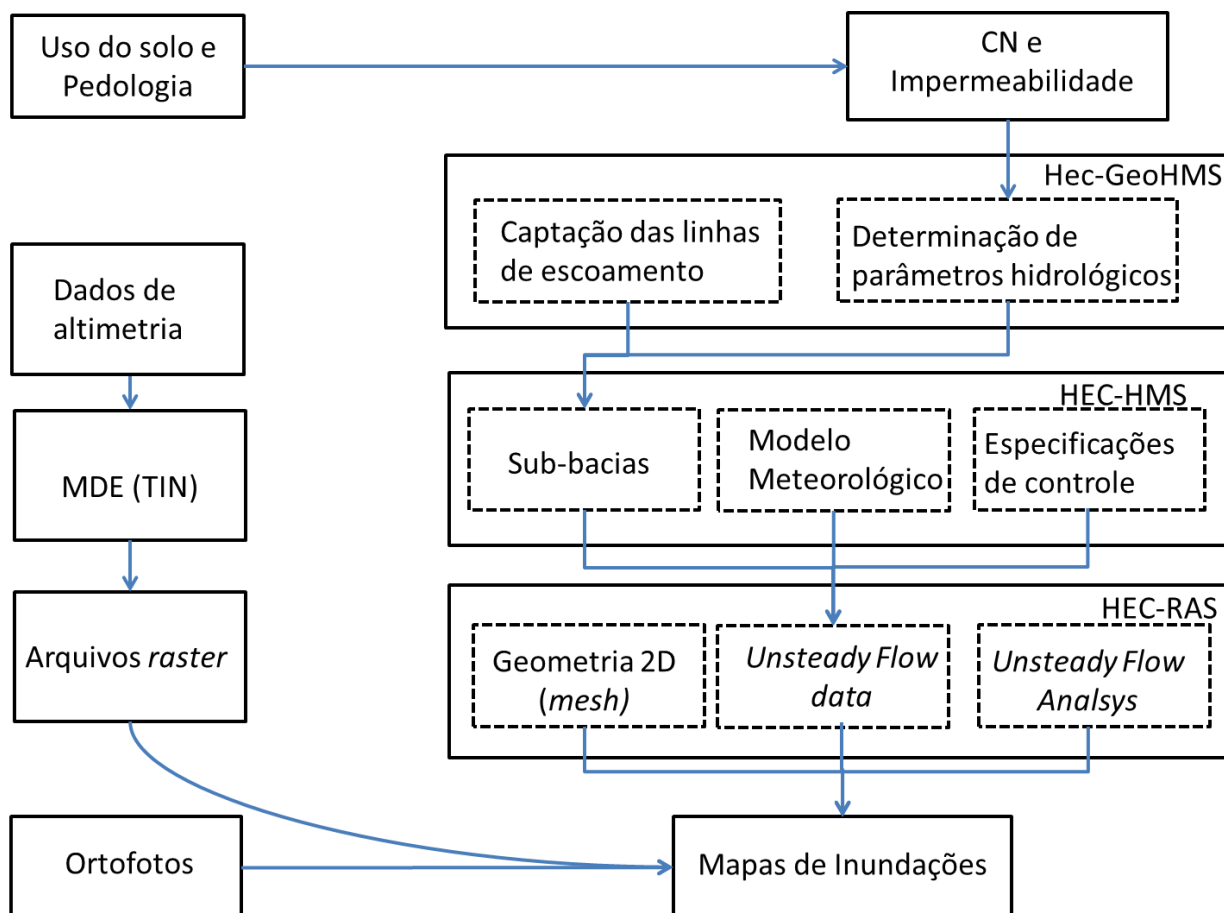 Uso do solo e
Pedologia
CN e
Impermeabilidade
Hec-GeoHMS
Captação das linhas
de escoamento
Determinação de
parâmetros hidrológicos
Dados de
altimetria
HEC-HMS
MDE (TIN)
Sub-bacias
Modelo
Meteorológico
Especificações
de controle
HEC-RAS
Arquivos raster
Geometria 2D
(mesh)
Unsteady Flow
data
Unsteady Flow
Analsys
Ortofotos
Mapas de Inundações